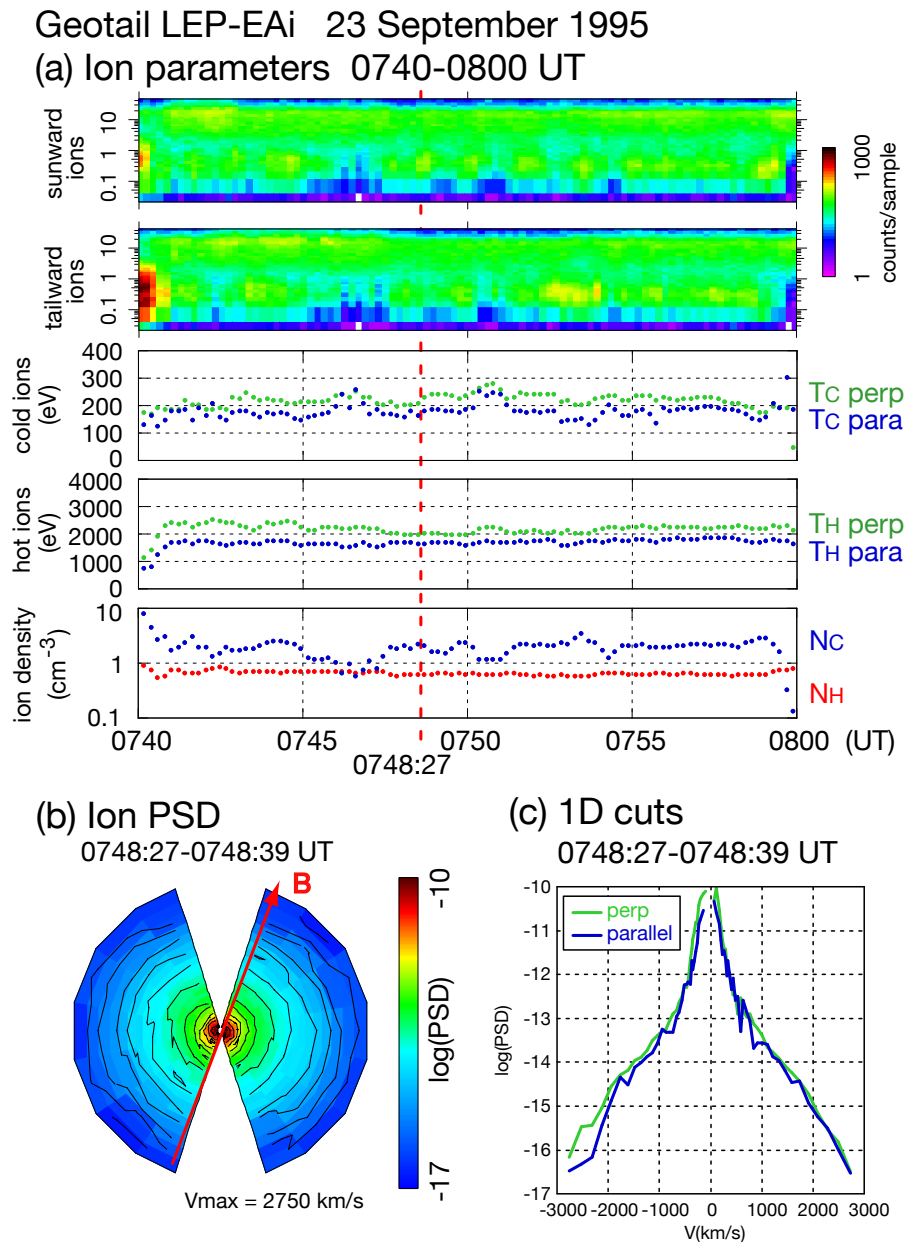 Geotail LEP-EAi 23 September 1995
(a) Ion parameters 0740-0800 UT
sunward
ions
10
1
0.1
tailward
ions
10
1
0.1
1000
1
counts/sample
cold ions
(eV)
400
300
200
100
0
TC perp
TC para
hot ions
(eV)
4000
3000
2000
1000
0
TH perp
TH para
ion density
(cm⁻³)
10
1
0.1
NC
NH
0740 0745 0750 0755 0800 (UT)
0748:27
(b) Ion PSD
0748:27-0748:39 UT
B
-10
log(PSD)
-17
Vmax = 2750 km/s
(c) 1D cuts
0748:27-0748:39 UT
perp
parallel
log(PSD)
-10
-11
-12
-13
-14
-15
-16
-17
-3000 -2000 -1000 0 1000 2000 3000
V(km/s)